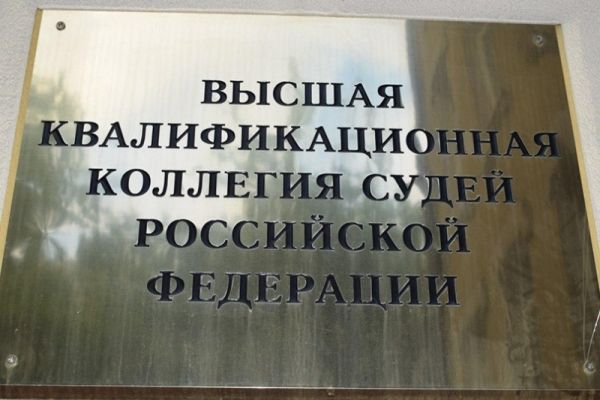 ВЫСШАЯ
КВАЛИФИКАЦИОННАЯ
КОЛЛЕГИЯ СУДЕЙ
РОССИЙСКОЙ
ФЕДЕРАЦИИ